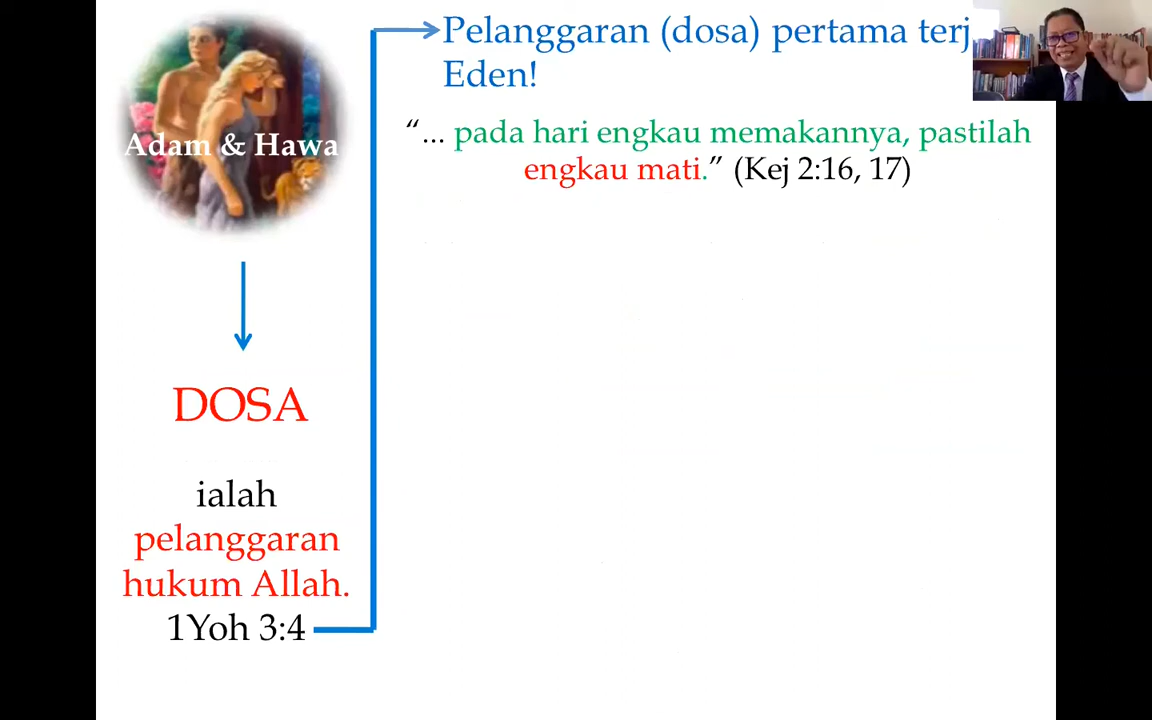 Pelanggaran (dosa) pertama
Eden!
“... pada hari engkau memakannya, pastilah
engkau mati.” (Kej 2:16, 17)
Adam & Hawa
DOSA
ialah
pelanggaran
hukum Allah.
1Yoh 3:4